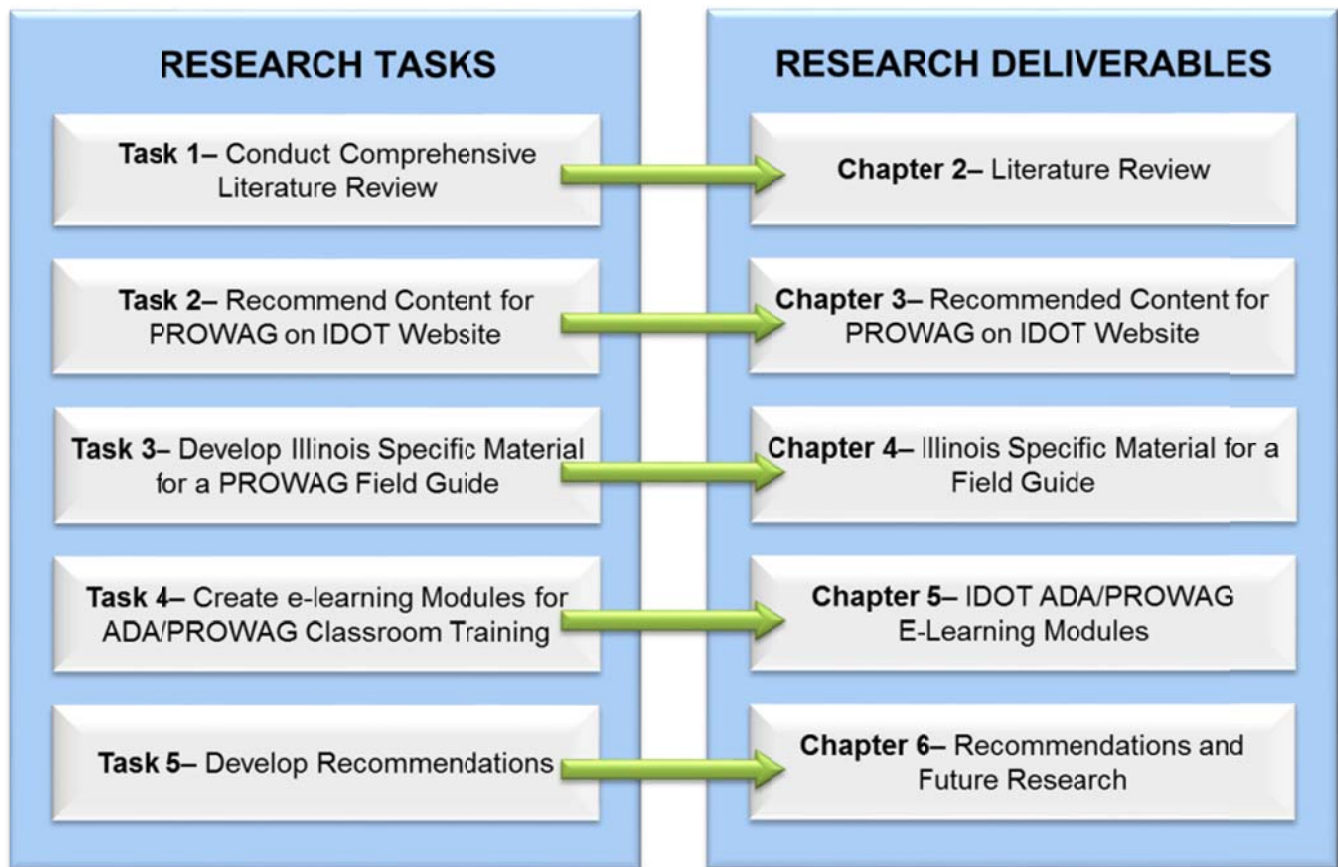 RESEARCH TASKS
Task 1– Conduct Comprehensive
Literature Review
Task 2– Recommend Content for
PROWAG on IDOT Website
Task 3– Develop Illinois Specific Material
for a PROWAG Field Guide
Task 4– Create e-learning Modules for
ADA/PROWAG Classroom Training
Task 5– Develop Recommendations
RESEARCH DELIVERABLES
Chapter 2– Literature Review
Chapter 3– Recommended Content for
PROWAG on IDOT Website
Chapter 4– Illinois Specific Material for a
Field Guide
Chapter 5– IDOT ADA/PROWAG
E-Learning Modules
Chapter 6– Recommendations and
Future Research